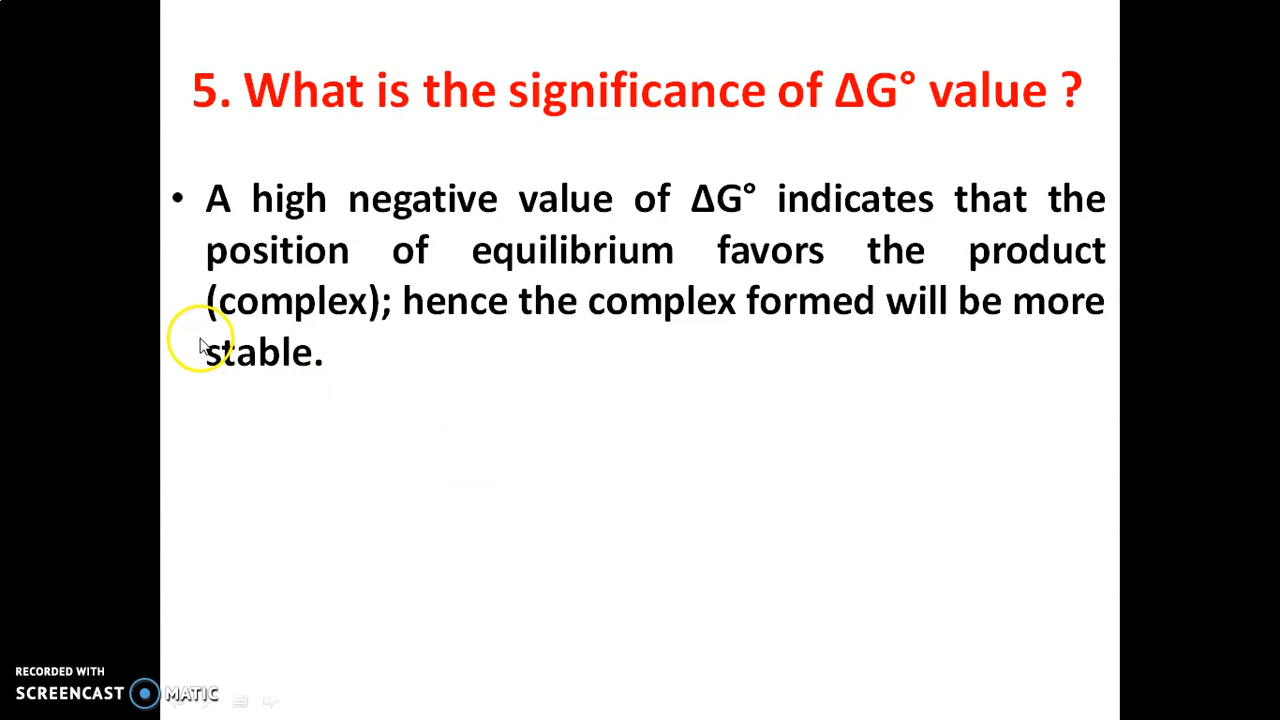 5. What is the significance of ΔG° value ?
• A high negative value of ΔG° indicates that the
position of equilibrium favors the product
(complex); hence the complex formed will be more
stable.
RECORDED WITH
SCREENCAST MATIC